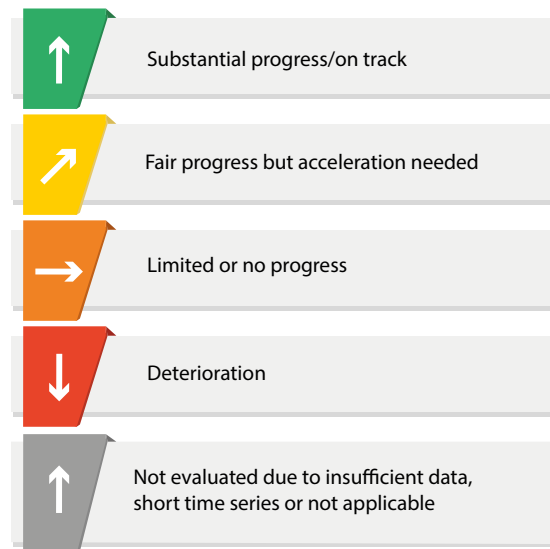 Substantial progress/on track
Fair progress but acceleration needed
Limited or no progress
Deterioration
Not evaluated due to insufficient data,
short time series or not applicable